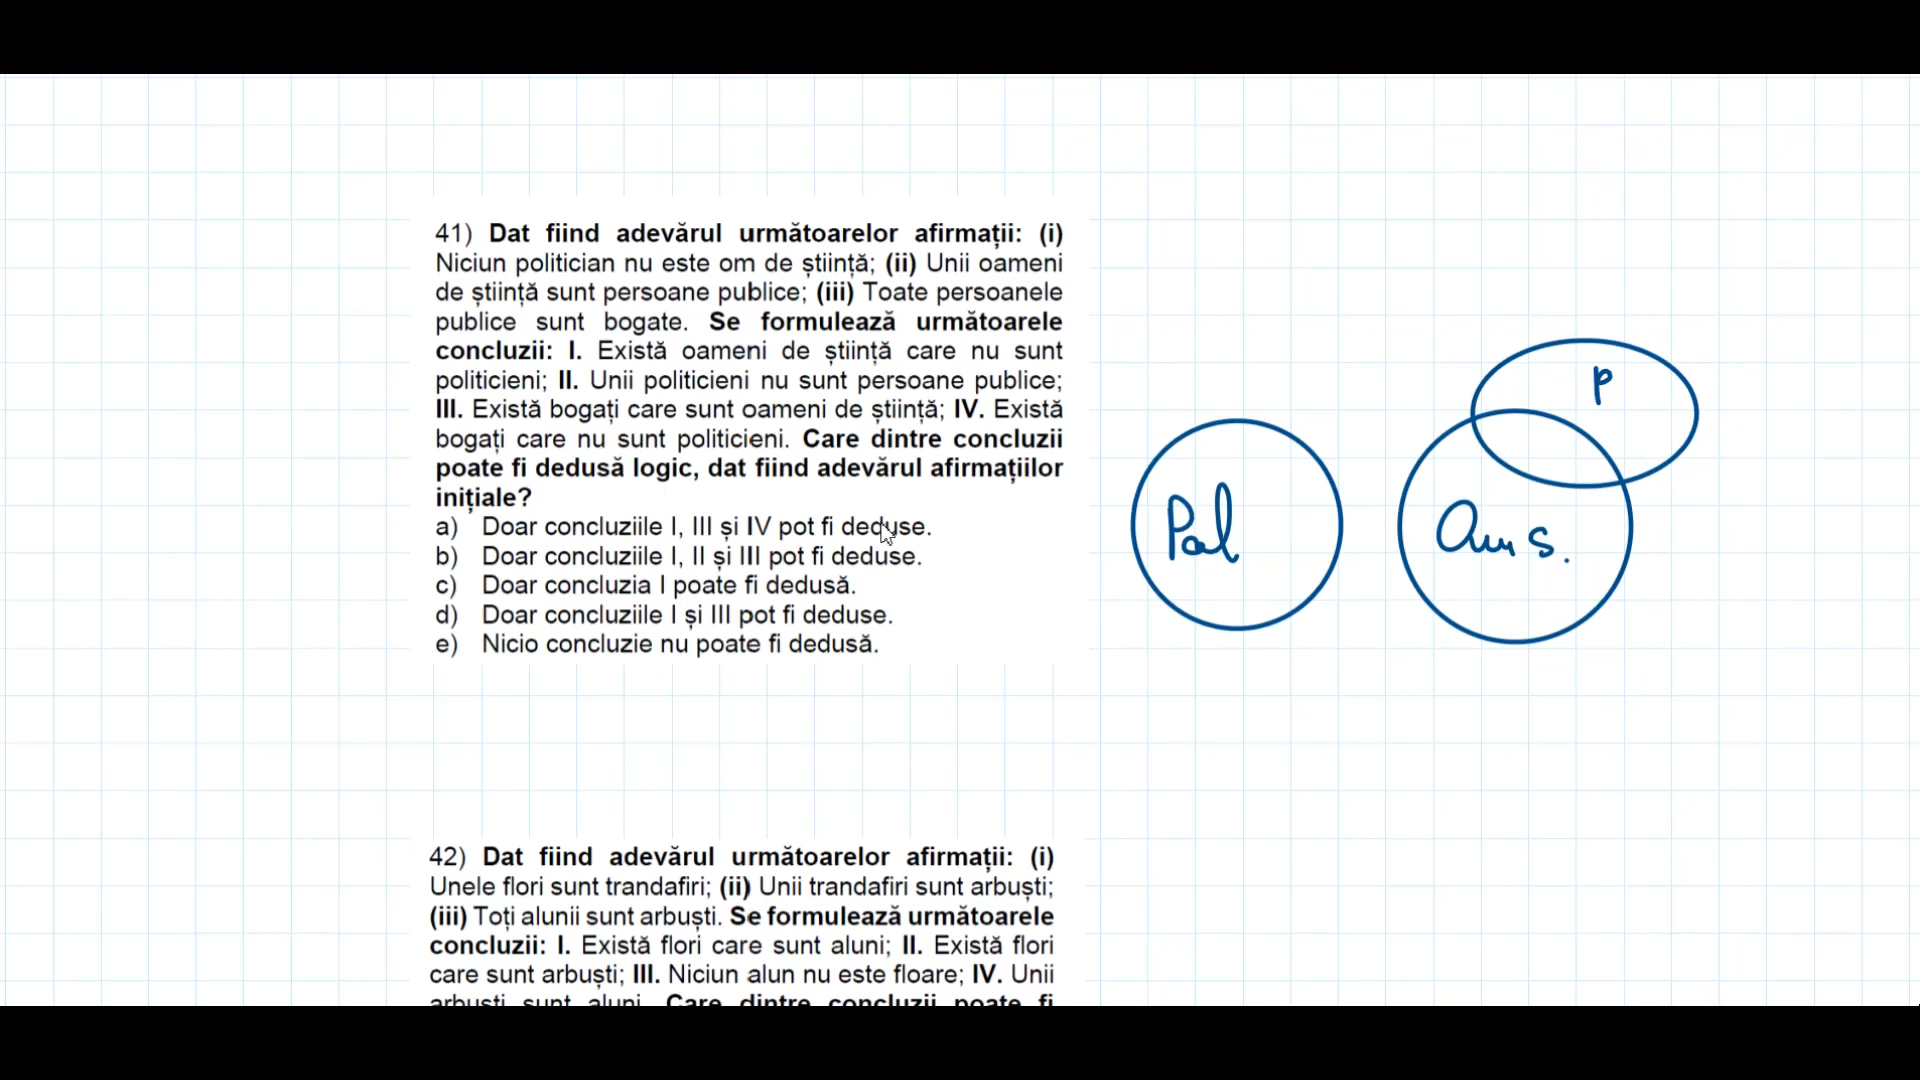 41) Dat fiind adevărul următoarelor afirmații: (i)
Niciun politician nu este om de știință; (ii) Unii oameni
de știință sunt persoane publice; (iii) Toate persoanele
publice sunt bogate. Se formulează următoarele
concluzii: I. Există oameni de știință care nu sunt
politicieni; II. Unii politicieni nu sunt persoane publice;
III. Există bogați care sunt oameni de știință; IV. Există
bogați care nu sunt politicieni. Care dintre concluzii
poate fi dedusă logic, dat fiind adevărul afirmațiilor
inițiale?
a) Doar concluziile I, III și IV pot fi deduse.
b) Doar concluziile I, II și III pot fi deduse.
c) Doar concluzia I poate fi dedusă.
d) Doar concluziile I și III pot fi deduse.
e) Nicio concluzie nu poate fi dedusă.
Pol
Om s.
P
42) Dat fiind adevărul următoarelor afirmații: (i)
Unele flori sunt trandafiri; (ii) Unii trandafiri sunt arbuști;
(iii) Toți alunii sunt arbuști. Se formulează următoarele
concluzii: I. Există flori care sunt aluni; II. Există flori
care sunt arbuști; III. Niciun alun nu este floare; IV. Unii
arbuști sunt aluni. Care dintre concluzii poate fi